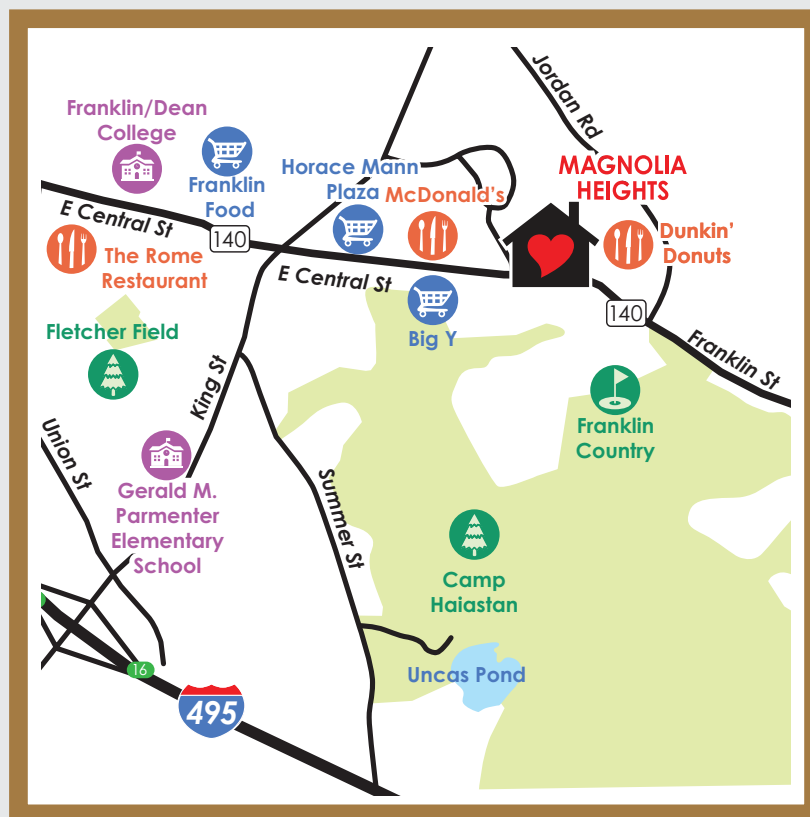 Jordan Rd
Franklin/Dean
College
Franklin
Food
Horace Mann
Plaza
McDonald's
MAGNOLIA
HEIGHTS
E Central St
140
The Rome
Restaurant
Dunkin'
Donuts
E Central St
140
Big Y
Franklin St
Fletcher Field
King St
Franklin
Country
Union St
Gerald M.
Parmenter
Elementary
School
Summer St
Camp
Haiastan
16
Uncas Pond
495